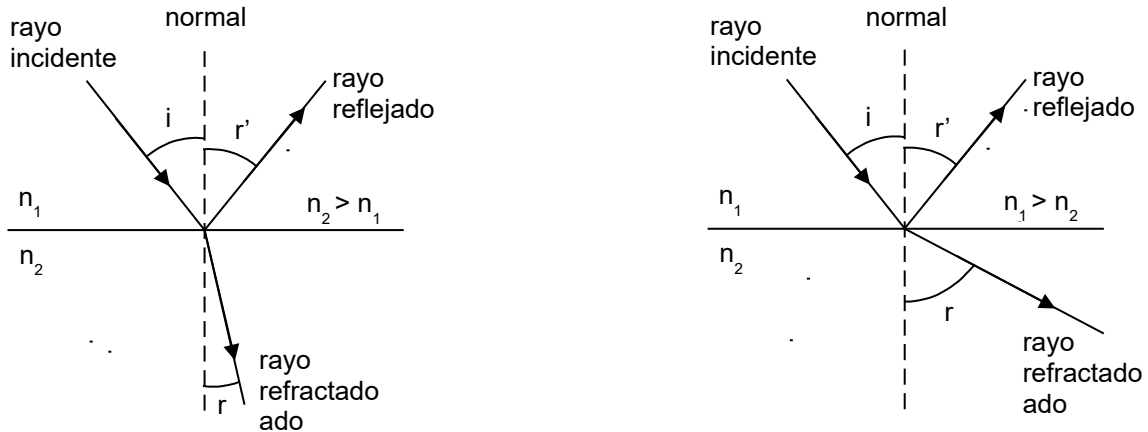 normal
rayo
incidente
rayo
reflejado
i
r’
n₁
n₂ > n₁
n₂
rayo
refractado
ado
r
normal
rayo
incidente
rayo
reflejado
i
r’
n₁
n₁ > n₂
n₂
r
rayo
refractado
ado